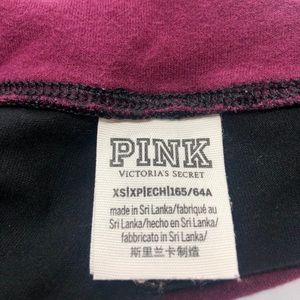 PINK
VICTORIA'S SECRET
XS|XP|ECH|165/64A
made in Sri Lanka/fabriqué au
Sri Lanka/hecho en Sri Lanka/
fabbricato in Sri Lanka/
斯里兰卡制造